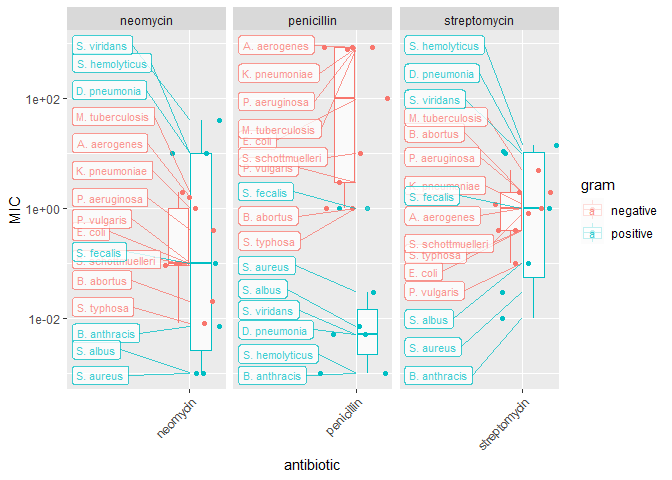 neomycin penicillin streptomycin
S. viridans
S. hemolyticus
D. pneumonia
M. tuberculosis
A. aerogenes
K. pneumoniae
P. aeruginosa
P. vulgaris
E. coli
S. fecalis
S. schottmuelleri
B. abortus
S. typhosa
B. anthracis
S. albus
S. aureus
A. aerogenes
K. pneumoniae
P. aeruginosa
M. tuberculosis
E. coli
S. schottmuelleri
P. vulgaris
S. fecalis
B. abortus
S. typhosa
S. aureus
S. albus
S. viridans
D. pneumonia
S. hemolyticus
B. anthracis
S. hemolyticus
D. pneumonia
S. viridans
M. tuberculosis
B. abortus
P. aeruginosa
K. pneumoniae
S. fecalis
A. aerogenes
S. schottmuelleri
S. typhosa
E. coli
P. vulgaris
S. albus
S. aureus
B. anthracis
1e+02
1e+00
1e-02
MIC
neomycin penicillin streptomycin
antibiotic
gram
a negative
a positive